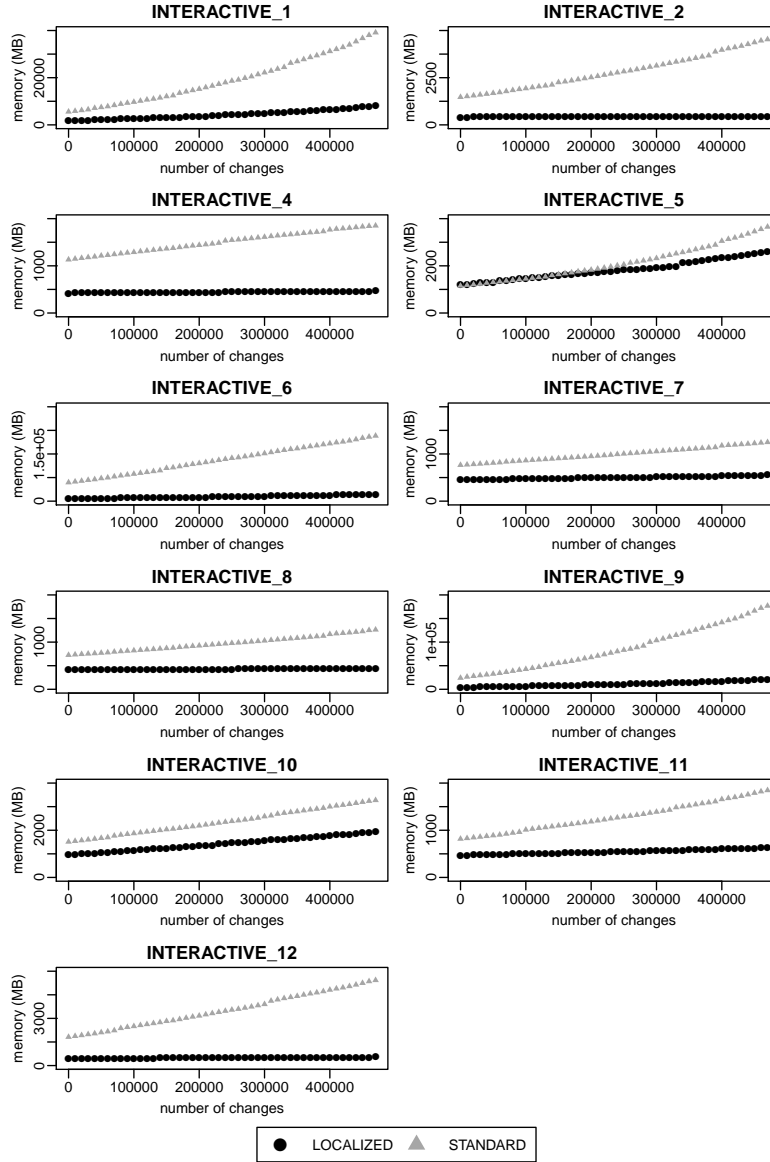 INTERACTIVE_1
memory (MB)
0 20000
0 100000 200000 300000 400000
number of changes
INTERACTIVE_2
memory (MB)
0 2500
0 100000 200000 300000 400000
number of changes
INTERACTIVE_4
memory (MB)
0 1000
0 100000 200000 300000 400000
number of changes
INTERACTIVE_5
memory (MB)
0 2000
0 100000 200000 300000 400000
number of changes
INTERACTIVE_6
memory (MB)
0 1.5e+05
0 100000 200000 300000 400000
number of changes
INTERACTIVE_7
memory (MB)
0 1000
0 100000 200000 300000 400000
number of changes
INTERACTIVE_8
memory (MB)
0 1000
0 100000 200000 300000 400000
number of changes
INTERACTIVE_9
memory (MB)
0 1e+05
0 100000 200000 300000 400000
number of changes
INTERACTIVE_10
memory (MB)
0 2000
0 100000 200000 300000 400000
number of changes
INTERACTIVE_11
memory (MB)
0 1000
0 100000 200000 300000 400000
number of changes
INTERACTIVE_12
memory (MB)
0 3000
0 100000 200000 300000 400000
number of changes
LOCALIZED STANDARD